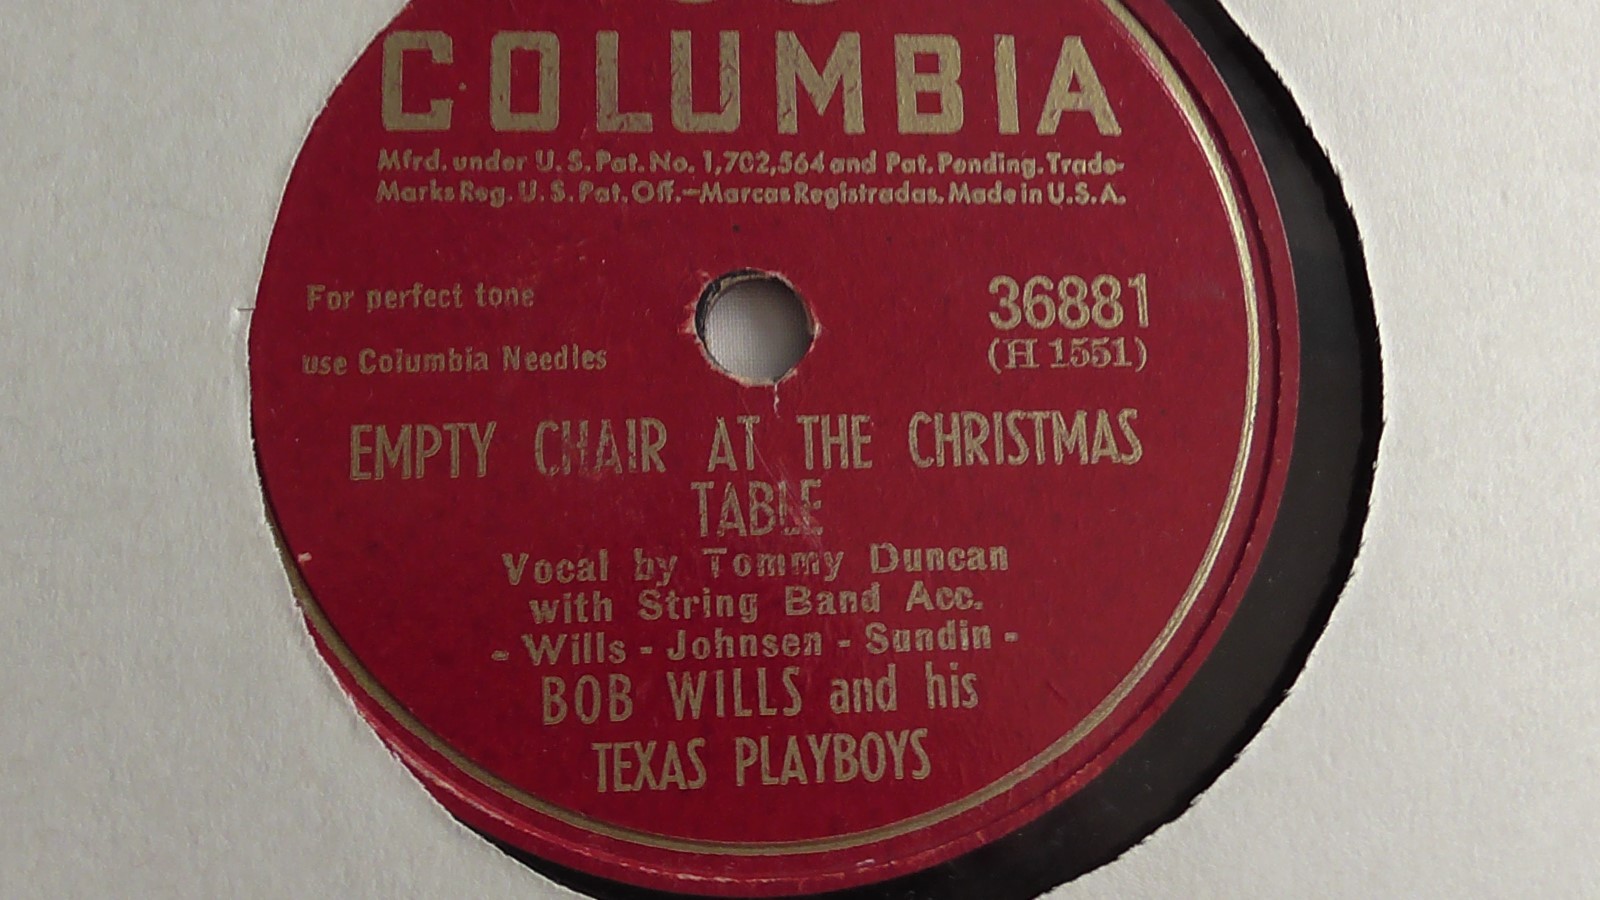 COLUMBIA
Mfrd. under U.S. Pat. No. 1,702,564 and Pat. Pending. Trade-
Marks Reg. U.S. Pat. Off.—Marcas Registradas. Made in U.S.A.
For perfect tone
use Columbia Needles
36881
(H 1551)
EMPTY CHAIR AT THE CHRISTMAS
TABLE
Vocal by Tommy Duncan
with String Band Acc.
- Wills - Johnsen - Sundin -
BOB WILLS and his
TEXAS PLAYBOYS